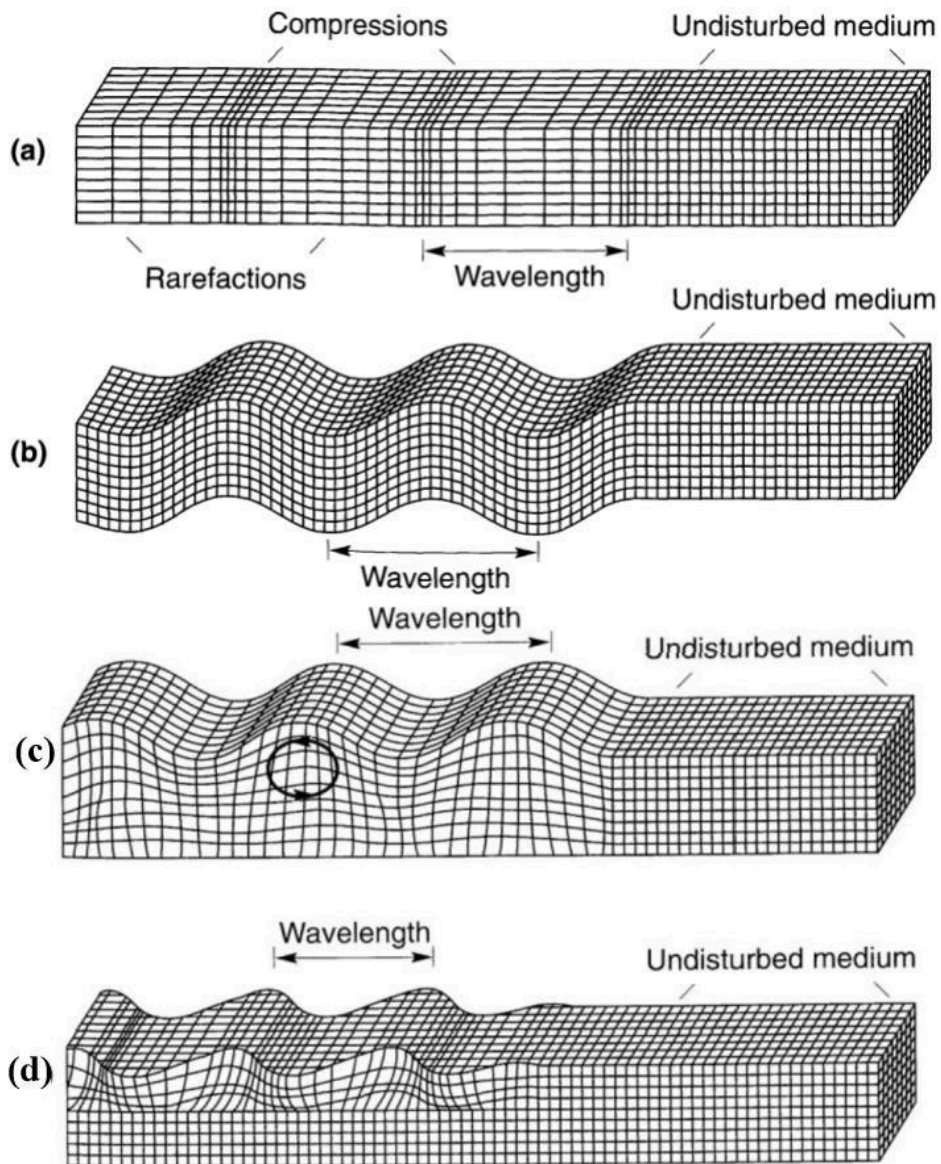 Compressions Undisturbed medium
(a)
Rarefactions Wavelength
Undisturbed medium
(b)
Wavelength
Wavelength
Undisturbed medium
(c)
Wavelength
Undisturbed medium
(d)